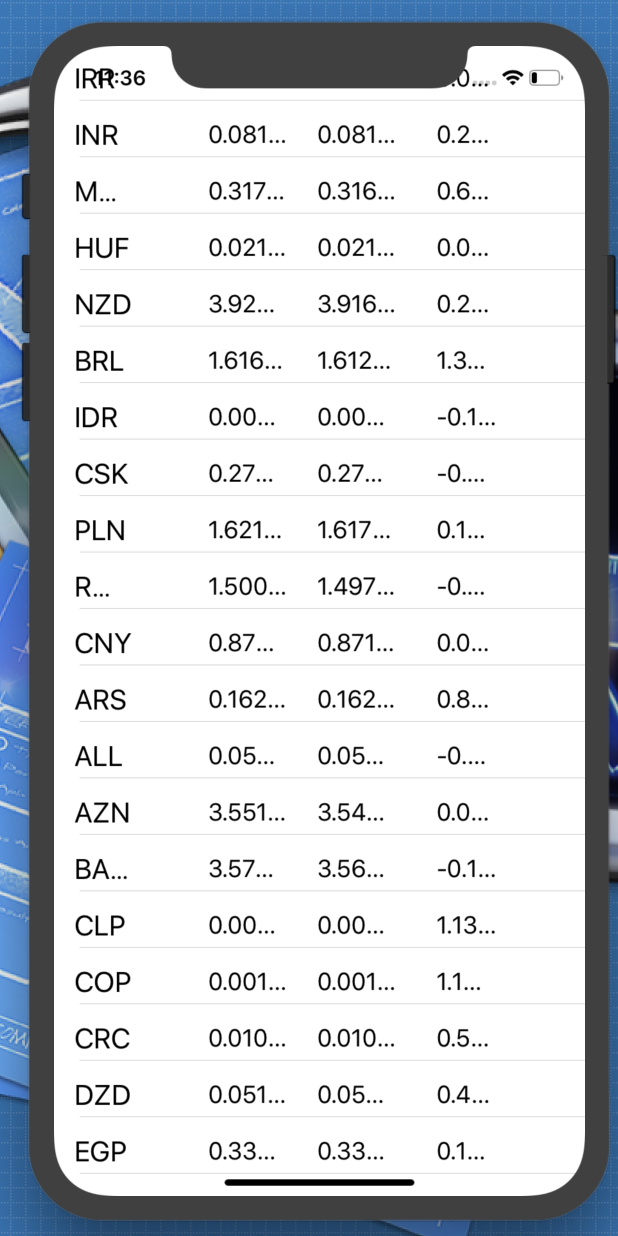 IRR 11:36 .0...
INR 0.081... 0.081... 0.2...
M... 0.317... 0.316... 0.6...
HUF 0.021... 0.021... 0.0...
NZD 3.92... 3.916... 0.2...
BRL 1.616... 1.612... 1.3...
IDR 0.00... 0.00... -0.1...
CSK 0.27... 0.27... -0....
PLN 1.621... 1.617... 0.1...
R... 1.500... 1.497... -0....
CNY 0.87... 0.871... 0.0...
ARS 0.162... 0.162... 0.8...
ALL 0.05... 0.05... -0....
AZN 3.551... 3.54... 0.0...
BA... 3.57... 3.56... -0.1...
CLP 0.00... 0.00... 1.13...
COP 0.001... 0.001... 1.1...
CRC 0.010... 0.010... 0.5...
DZD 0.051... 0.05... 0.4...
EGP 0.33... 0.33... 0.1...